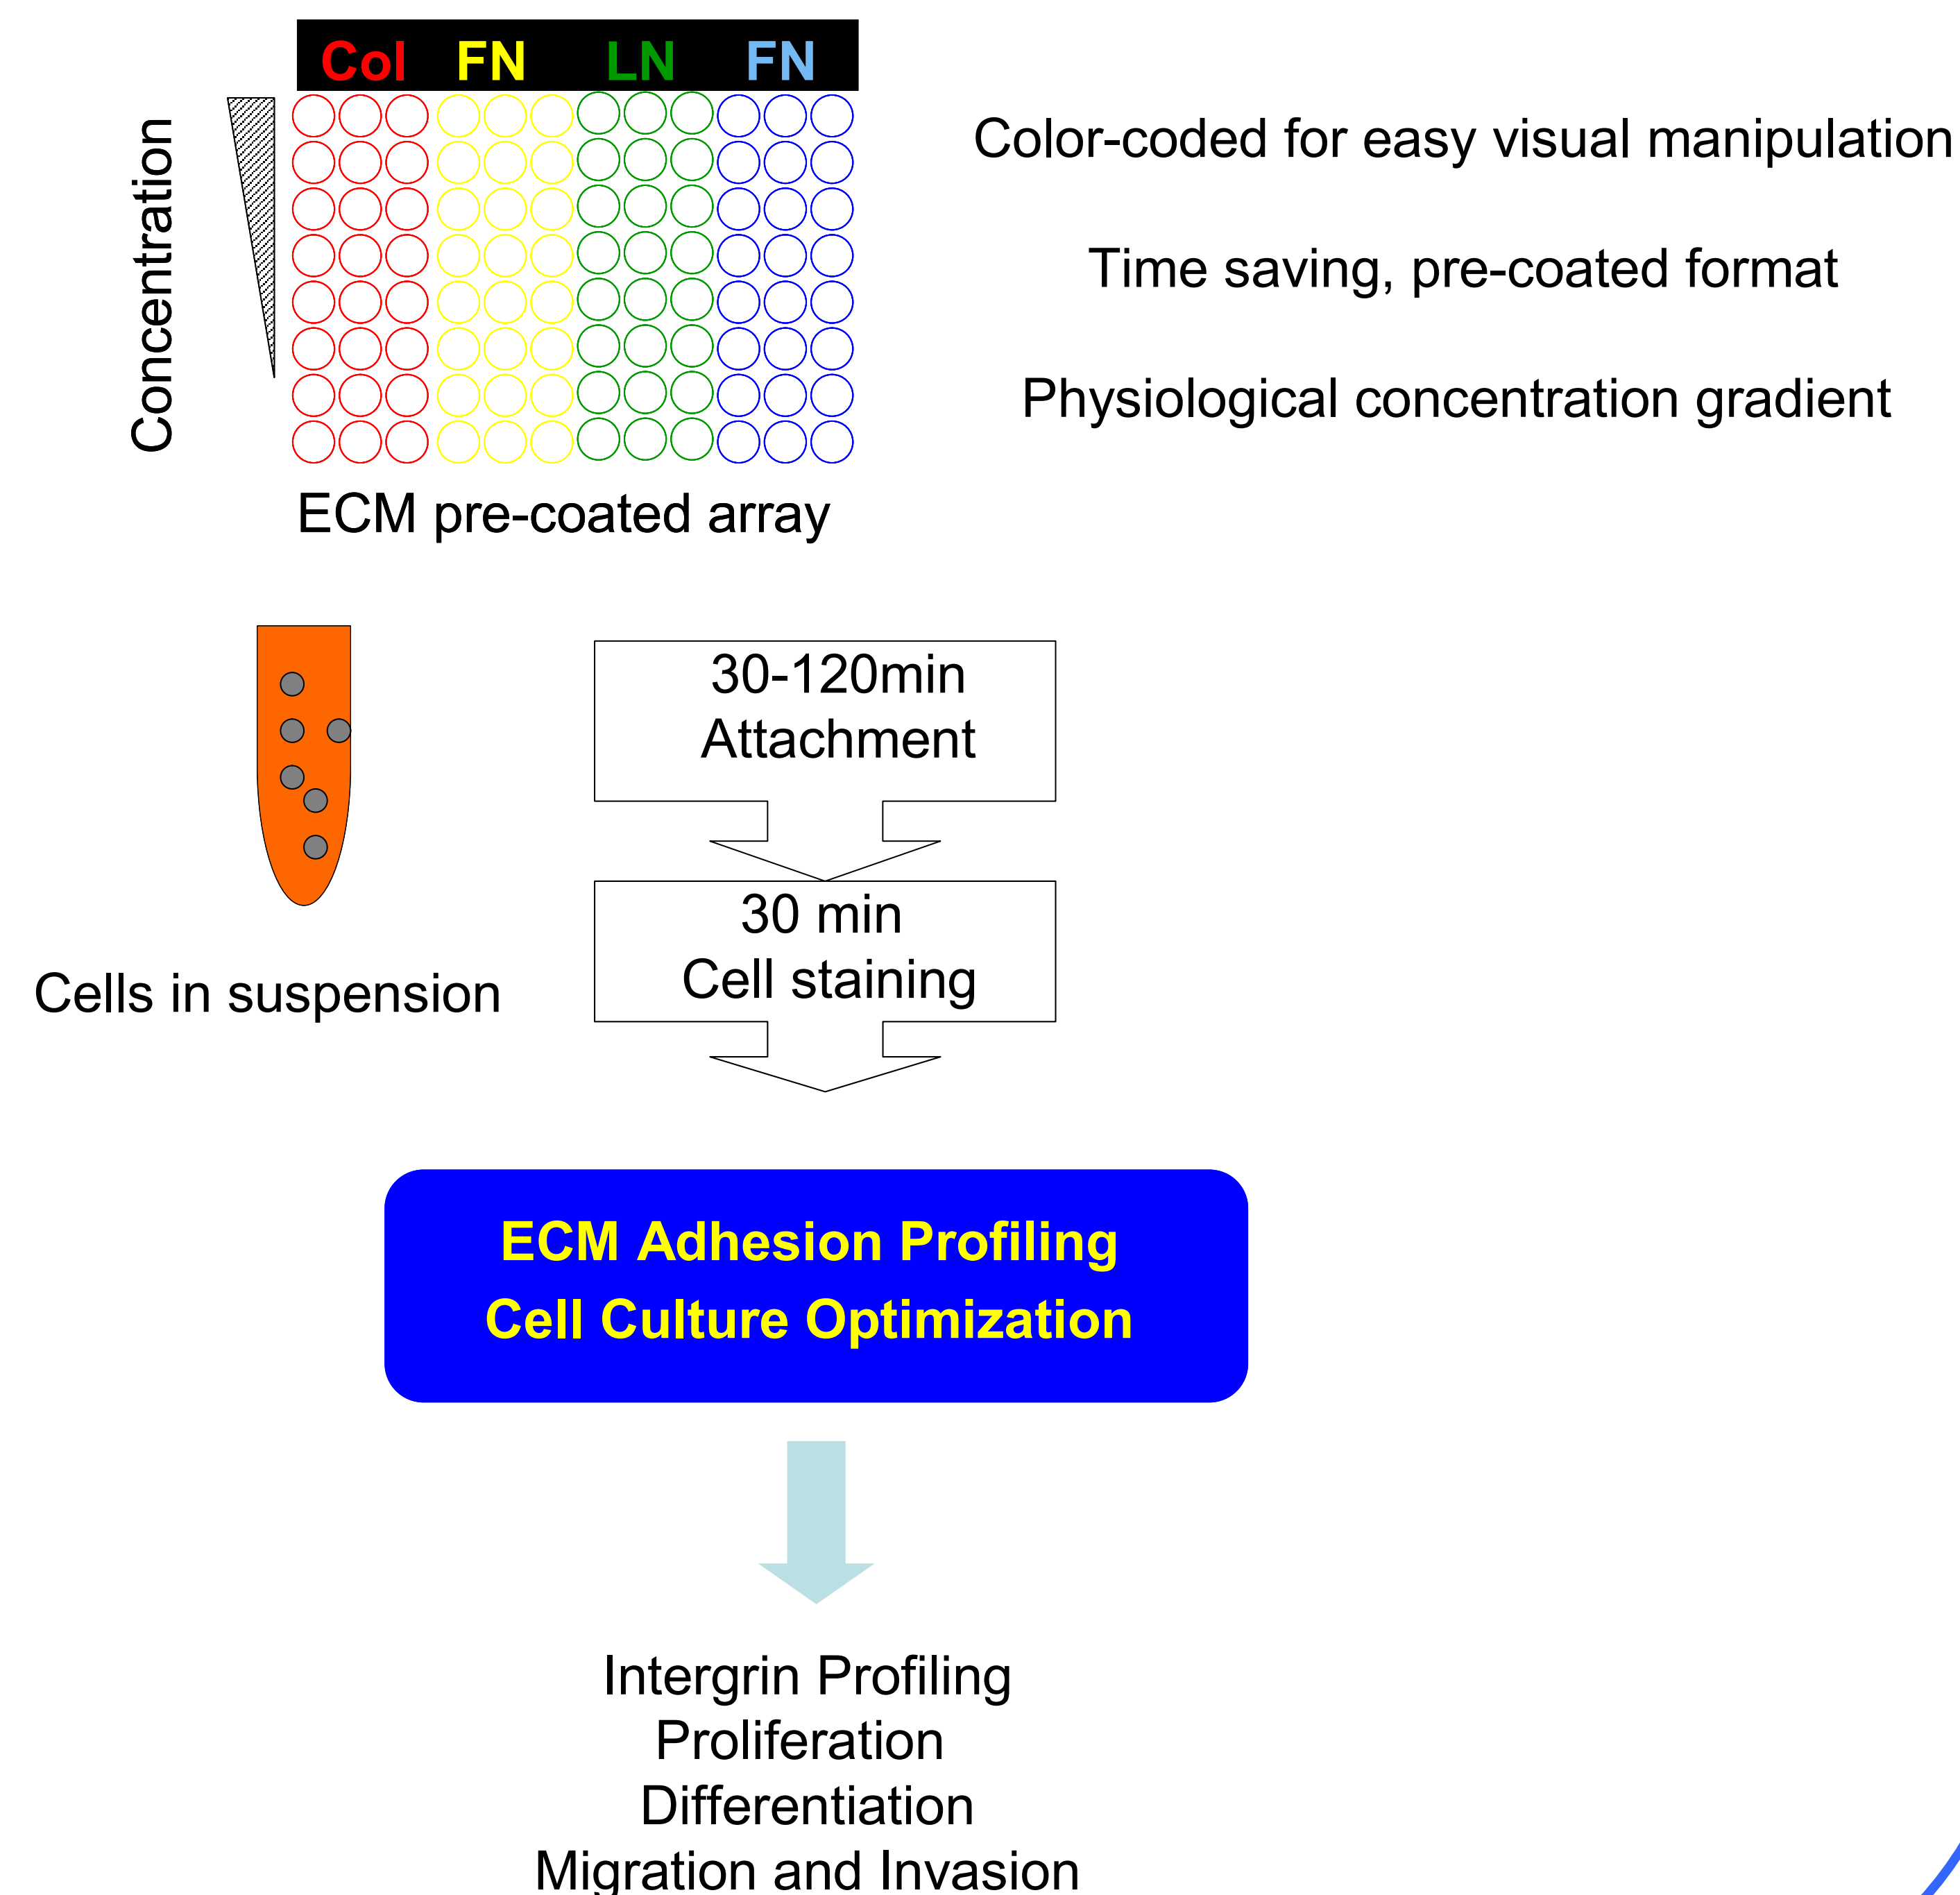 Col FN LN FN
Concentration
Color-coded for easy visual manipulation
Time saving, pre-coated format
Physiological concentration gradient
ECM pre-coated array
30-120min
Attachment
30 min
Cell staining
Cells in suspension
ECM Adhesion Profiling
Cell Culture Optimization
Intergrin Profiling
Proliferation
Differentiation
Migration and Invasion